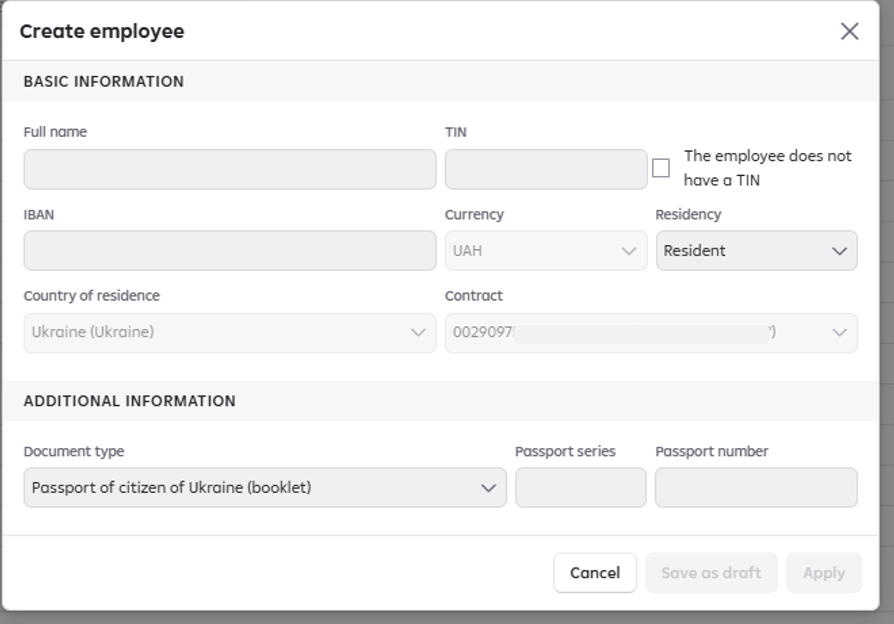 Create employee
BASIC INFORMATION
Full name
TIN
The employee does not
have a TIN
IBAN
Currency
Residency
UAH
Resident
Country of residence
Contract
Ukraine (Ukraine)
0029097
")
ADDITIONAL INFORMATION
Document type
Passport series
Passport number
Passport of citizen of Ukraine (booklet)
Cancel
Save as draft
Apply